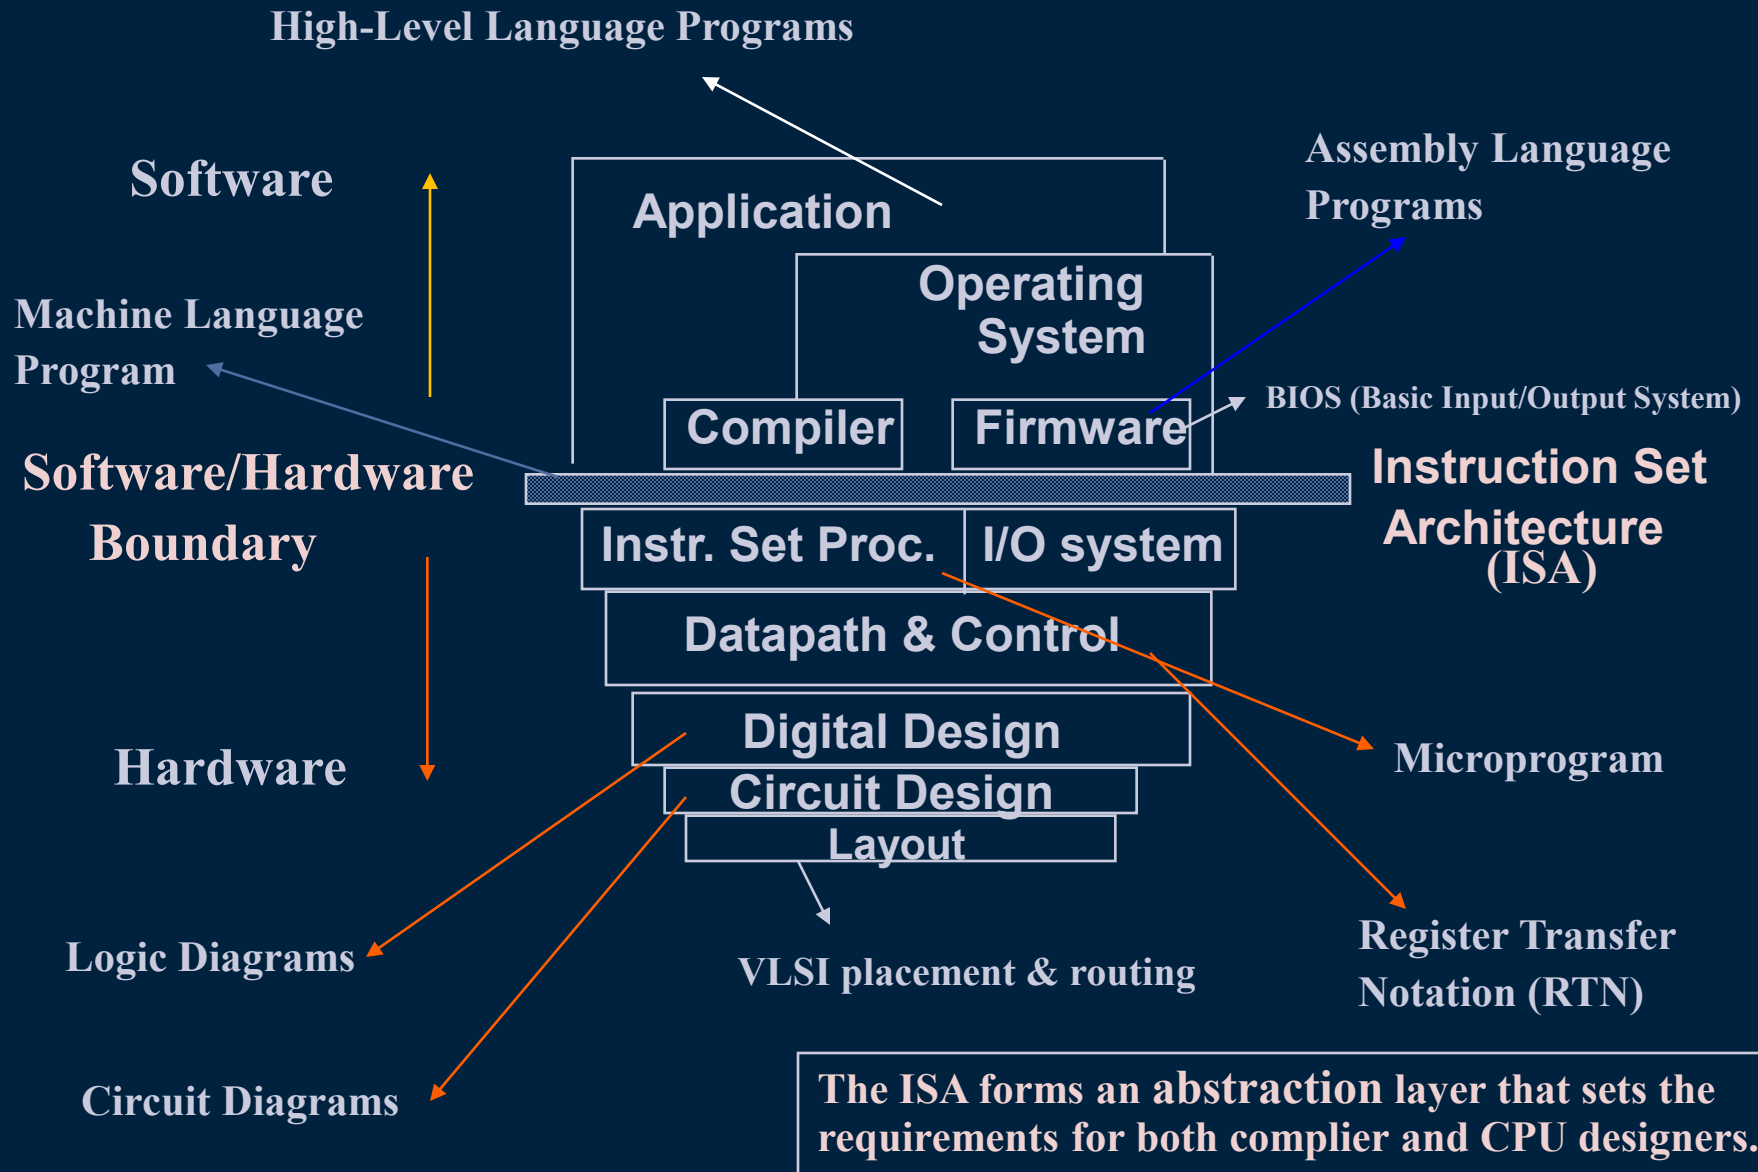 High-Level Language Programs
Software
Assembly Language
Programs
Application
Operating
System
Machine Language
Program
Compiler
Firmware
BIOS (Basic Input/Output System)
Software/Hardware
Boundary
Instruction Set
Architecture
(ISA)
Instr. Set Proc.
I/O system
Datapath & Control
Digital Design
Hardware
Microprogram
Circuit Design
Layout
Logic Diagrams
VLSI placement & routing
Register Transfer
Notation (RTN)
Circuit Diagrams
The ISA forms an abstraction layer that sets the
requirements for both complier and CPU designers.